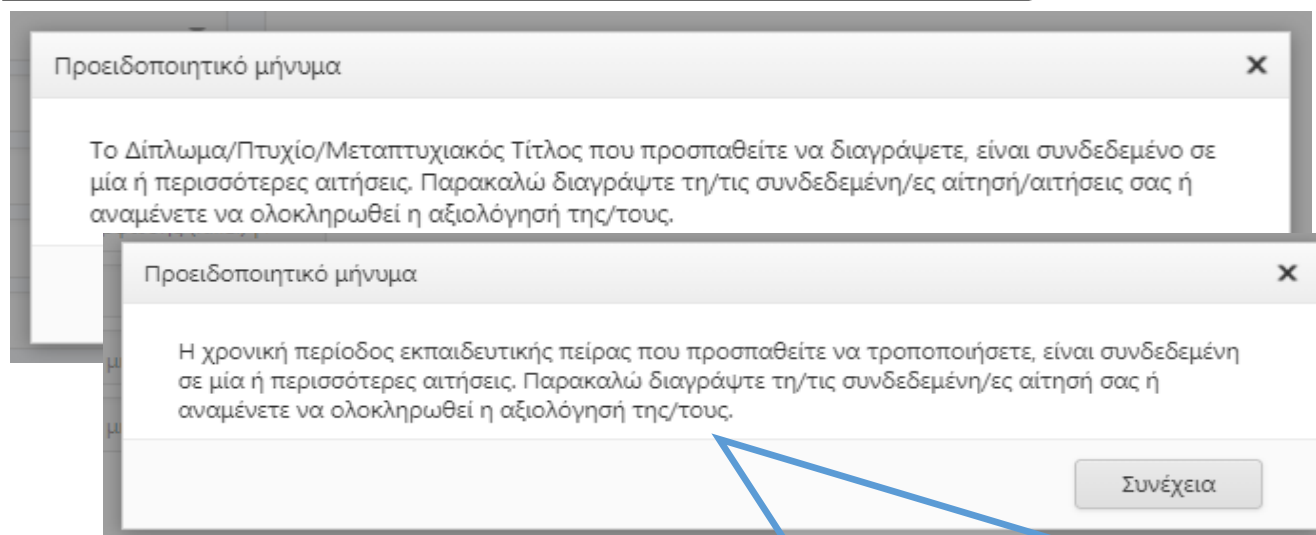 Προειδοποιητικό μήνυμα
Το Δίπλωμα/Πτυχίο/Μεταπτυχιακός Τίτλος που προσπαθείτε να διαγράψετε, είναι συνδεδεμένο σε
μία ή περισσότερες αιτήσεις. Παρακαλώ διαγράψτε τη/τις συνδεδεμένη/ες αίτησή/αιτήσεις σας ή
αναμένετε να ολοκληρωθεί η αξιολόγησή της/τους.
Προειδοποιητικό μήνυμα
Η χρονική περίοδος εκπαιδευτικής πείρας που προσπαθείτε να τροποποιήσετε, είναι συνδεδεμένη
σε μία ή περισσότερες αιτήσεις. Παρακαλώ διαγράψτε τη/τις συνδεδεμένη/ες αίτησή σας ή
αναμένετε να ολοκληρωθεί η αξιολόγησή της/τους.
Συνέχεια